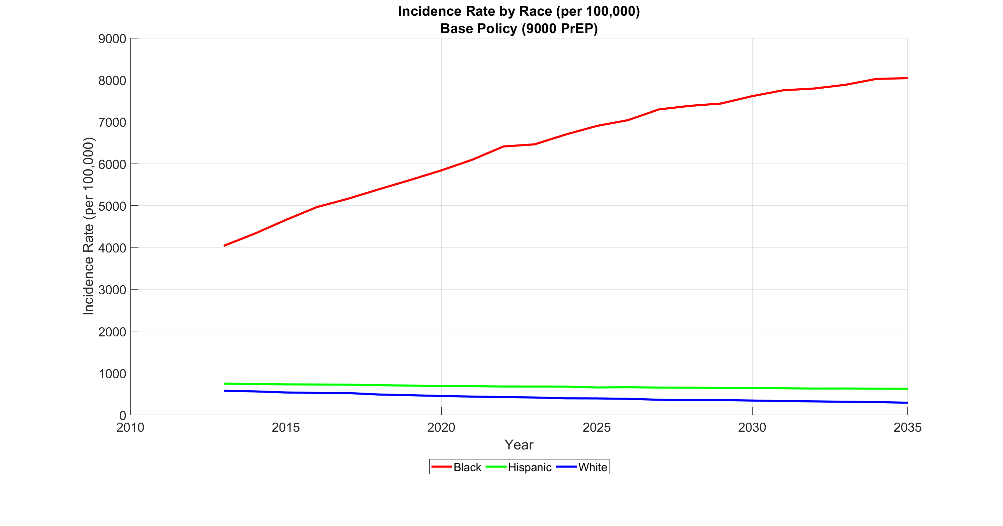 Incidence Rate by Race (per 100,000)
Base Policy (9000 PrEP)
Incidence Rate (per 100,000)
9000
8000
7000
6000
5000
4000
3000
2000
1000
0
2010 2015 2020 2025 2030 2035
Year
Black Hispanic White